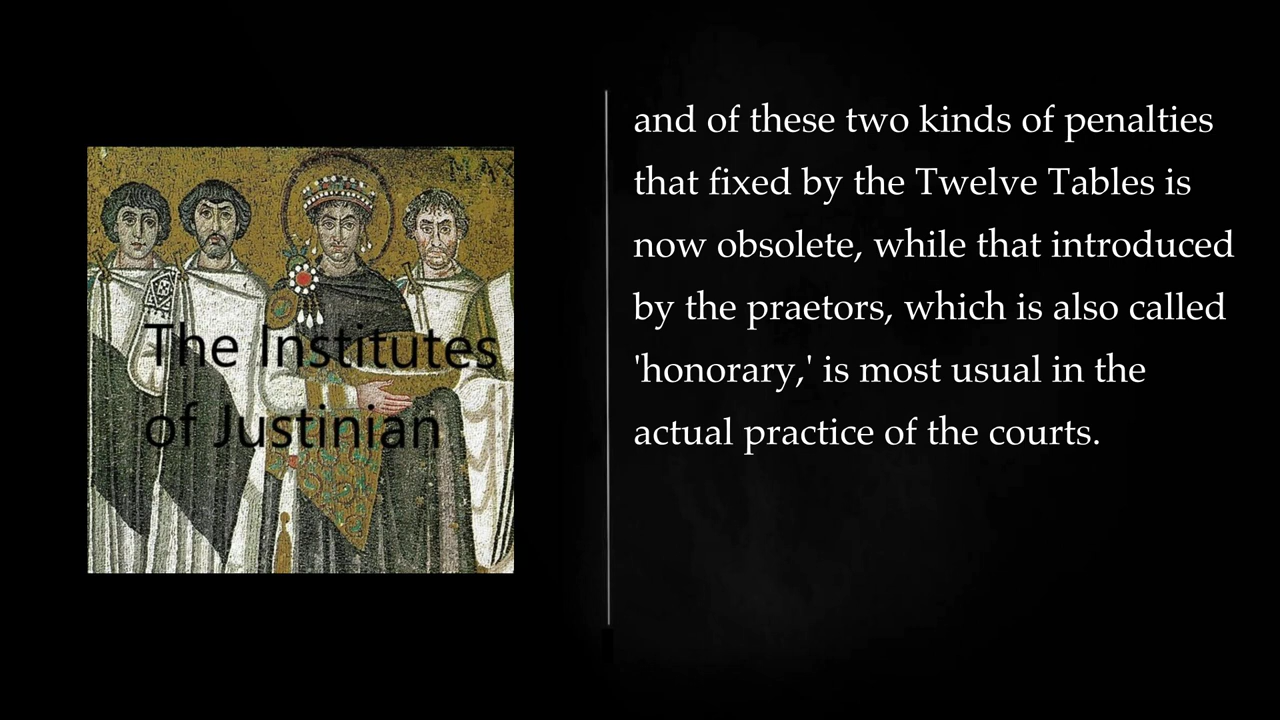 MAX
The Institutes
of Justinian
and of these two kinds of penalties
that fixed by the Twelve Tables is
now obsolete, while that introduced
by the praetors, which is also called
'honorary,' is most usual in the
actual practice of the courts.